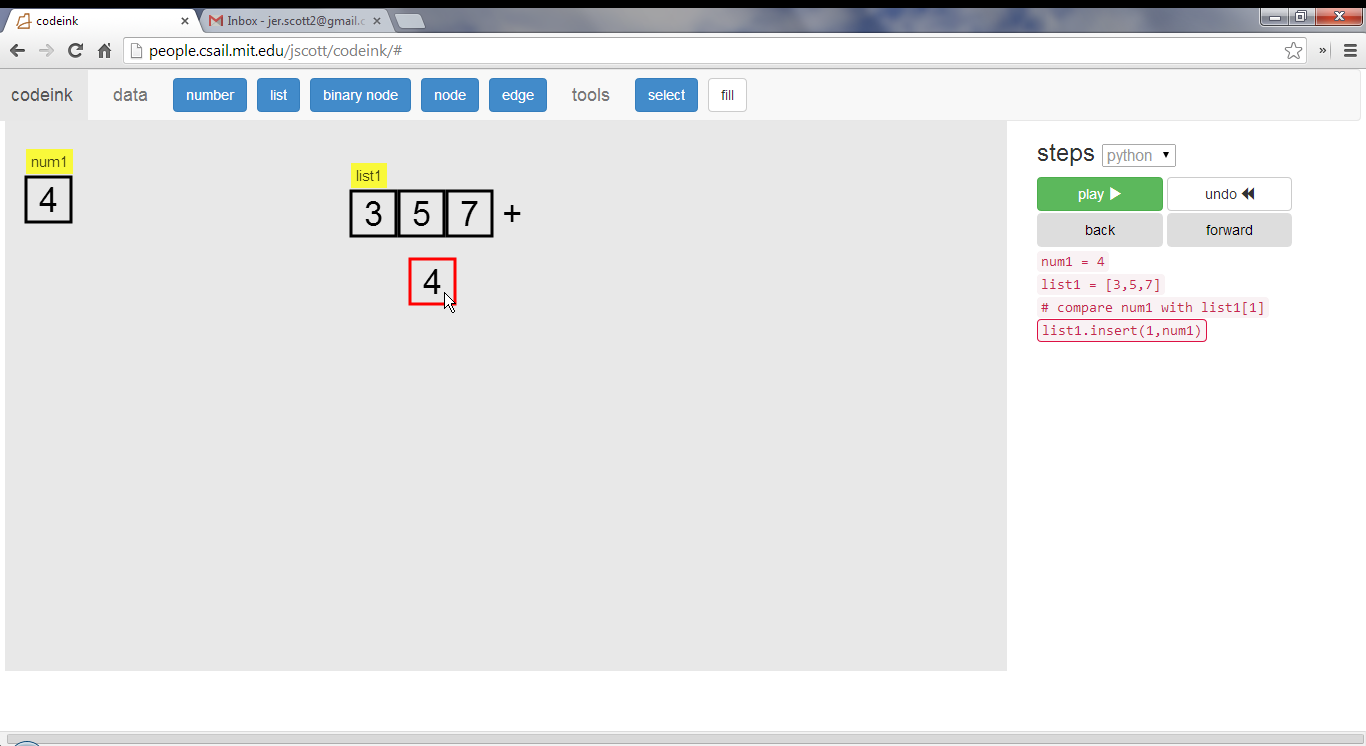 codeink
Inbox - jer.scott2@gmail.c
people.csail.mit.edu/jscott/codeink/#
codeink data number list binary node node edge tools select fill
num1
4
list1
3 5 7 +
4
steps python
play undo
back forward
num1 = 4
list1 = [3,5,7]
# compare num1 with list1[1]
list1.insert(1,num1)